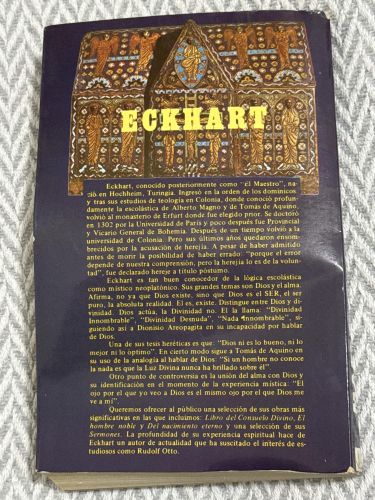 ECKHART
Eckhart, conocido posteriormente como "El Maestro", na-
ció en Hochheim, Turingia. Ingresó en la orden de los dominicos
y tras sus estudios de teología en Colonia, donde conoció profun-
damente la escolástica de Alberto Magno y de Tomás de Aquino,
volvió al monasterio de Erfurt donde fue elegido prior. Se doctoró
en 1302 por la Universidad de París y poco después fue Provincial
y Vicario General de Bohemia. Después de un tiempo volvió a la
universidad de Colonia. Pero sus últimos años quedaron ensom-
brecidos por la acusación de herejía. A pesar de haber admitido
antes de morir la posibilidad de haber errado: "porque el error
depende de nuestra comprensión, pero la herejía lo es de la volun-
tad", fue declarado hereje a título póstumo.
Eckhart es tan buen conocedor de la lógica escolástica
como místico neoplatónico. Sus grandes temas son Dios y el alma.
Afirma, no ya que Dios existe, sino que Dios es el SER, el ser
puro, la absoluta realidad. El es, existe. Distingue entre Dios y di-
vinidad. Dios actúa, la Divinidad no. El la llama: "Divinidad
Innombrable", "Divinidad Desnuda", "Nada Innombrable", si-
guiendo así a Dionisio Areopagita en su incapacidad por hablar
de Dios.
Una de sus tesis heréticas es que: "Dios ni es lo bueno, ni lo
mejor ni lo óptimo". En cierto modo sigue a Tomás de Aquino en
su uso de la analogía al hablar de Dios: "Si un hombre no conoce
la nada es que la Luz Divina nunca ha brillado sobre él".
Otro punto de controversia es la unión del alma con Dios y
su identificación en el momento de la experiencia mística: "El
ojo por el que yo veo a Dios es el mismo ojo por el que Dios me
ve a mí".
Queremos ofrecer al público una selección de sus obras más
significativas en las que incluimos: Libro del Consuelo Divino, El
hombre noble y Del nacimiento eterno y una selección de sus
Sermones. La profundidad de su experiencia espiritual hace de
Eckhart un autor de actualidad que ha suscitado el interés de es-
tudiosos como Rudolf Otto.